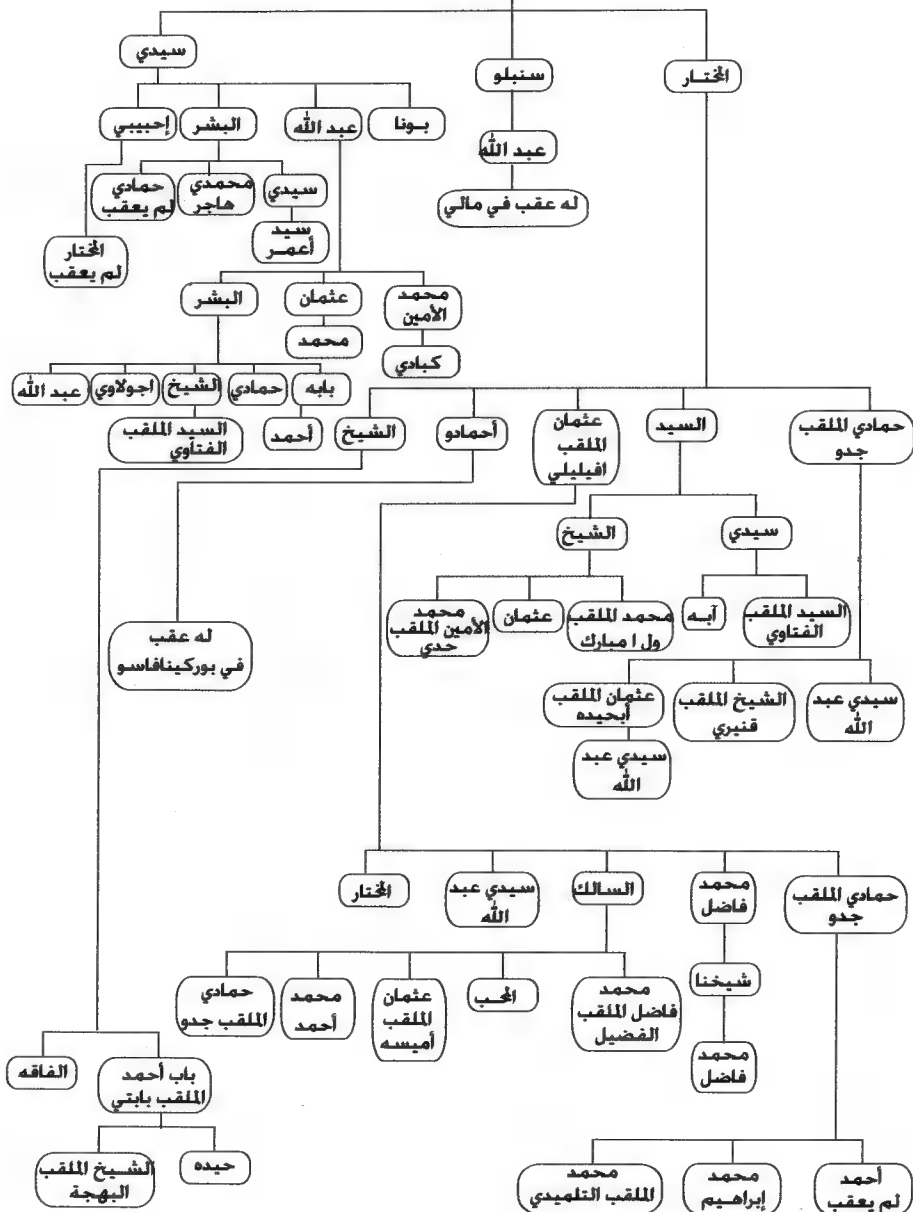 المختار
سنبلو
سيدي
بونا
عبد الله
البشر
إحبيبي
عبد الله
له عقب في مالي
سيدي
محمدي
هاجر
حمادي
لم يعقب
سيد
أعمر
المختار
لم يعقب
محمد
الأمين
عثمان
البشر
كبادي
محمد
بابه
حمادي
الشيخ
اجولاوي
عبد الله
أحمد
السيد الملقب
الفتاوي
حمادي الملقب
جدو
السيد
عثمان
الملقب
افيليلي
أحمادو
الشيخ
سيدي
الشيخ
السيد الملقب
الفتاوي
آبه
محمد الملقب
ول امبارك
عثمان
محمد
الأمين الملقب
حدي
له عقب
في بوركينافاسو
سيدي عبد
الله
الشيخ الملقب
قنبري
عثمان الملقب
أبحيده
سيدي عبد
الله
حمادي الملقب
جدو
محمد
فاضل
السالك
سيدي عبد
الله
المختار
شيخنا
محمد
فاضل
محمد
فاضل الملقب
الفضيل
المحب
عثمان
الملقب
أميسه
محمد
أحمد
حمادي
الملقب جدو
باب أحمد
الملقب بابتي
الفاقه
حيده
الشيخ الملقب
البهجة
أحمد
لم يعقب
محمد
إبراهيم
محمد
الملقب التلميدي